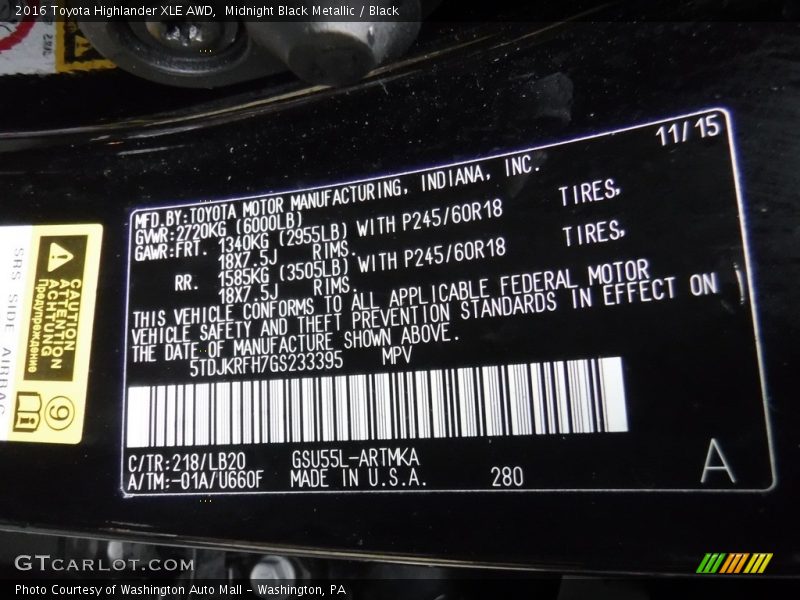 2016 Toyota Highlander XLE AWD, Midnight Black Metallic / Black
11/15
MFD.BY:TOYOTA MOTOR MANUFACTURING, INDIANA, INC.
GVWR:2720KG (6000LB)
GAWR:FRT. 1340KG (2955LB) WITH P245/60R18 TIRES,
18X7.5J RIMS.
RR. 1585KG (3505LB) WITH P245/60R18 TIRES,
18X7.5J RIMS.
THIS VEHICLE CONFORMS TO ALL APPLICABLE FEDERAL MOTOR
VEHICLE SAFETY AND THEFT PREVENTION STANDARDS IN EFFECT ON
THE DATE OF MANUFACTURE SHOWN ABOVE.
5TDJKRFH7GS233395 MPV
C/TR:218/LB20 GSU55L-ARTMKA
A/TM:-01A/U660F MADE IN U.S.A. 280
A
SRS SIDE AIRBAG
CAUTION
ATTENTION
ACHTUNG
Предупреждение
GTCARLOT.COM
Photo Courtesy of Washington Auto Mall - Washington, PA